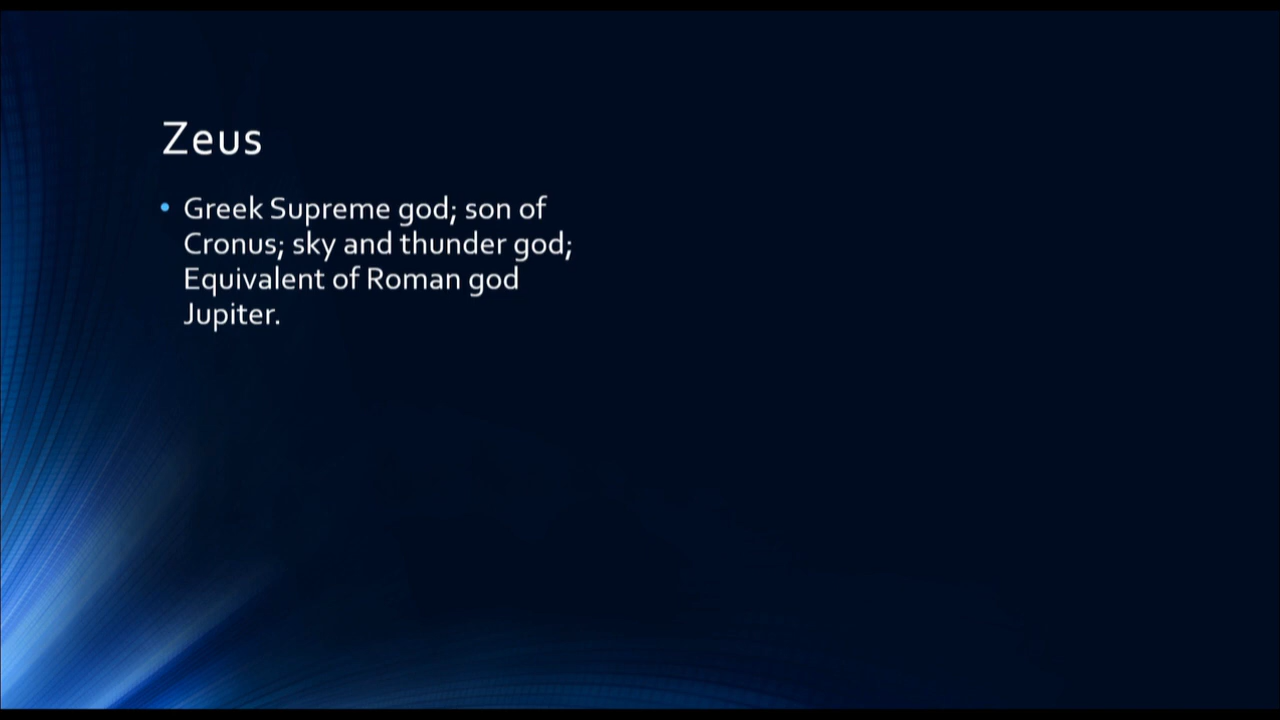 Zeus
• Greek Supreme god; son of
Cronus; sky and thunder god;
Equivalent of Roman god
Jupiter.